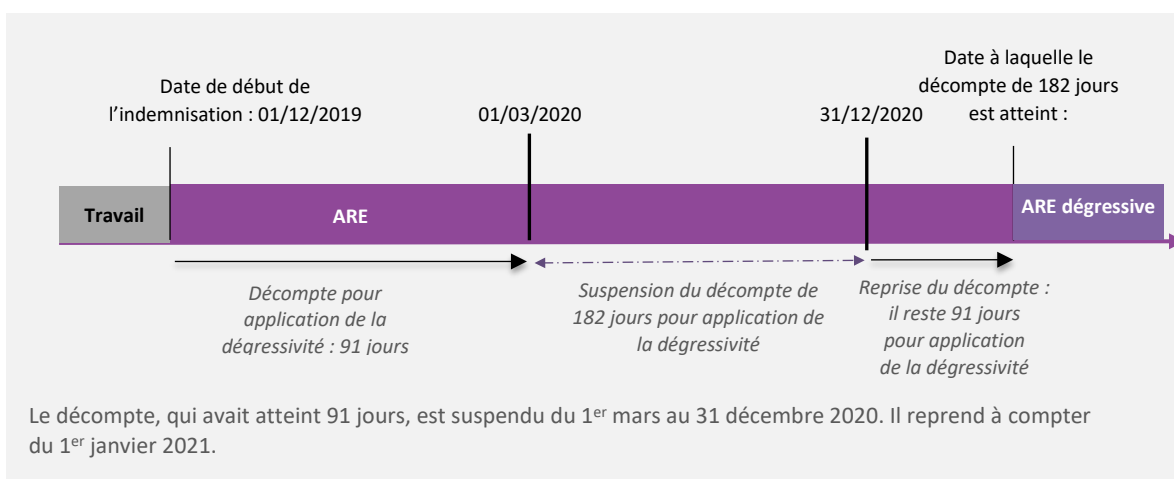 Date de début de
l'indemnisation : 01/12/2019
01/03/2020
31/12/2020
Date à laquelle le
décompte de 182 jours
est atteint :
Travail
ARE
ARE dégressive
Décompte pour
application de la
dégressivité : 91 jours
Suspension du décompte de
182 jours pour application de
la dégressivité
Reprise du décompte :
il reste 91 jours
pour application
de la dégressivité
Le décompte, qui avait atteint 91 jours, est suspendu du 1er mars au 31 décembre 2020. Il reprend à compter
du 1er janvier 2021.